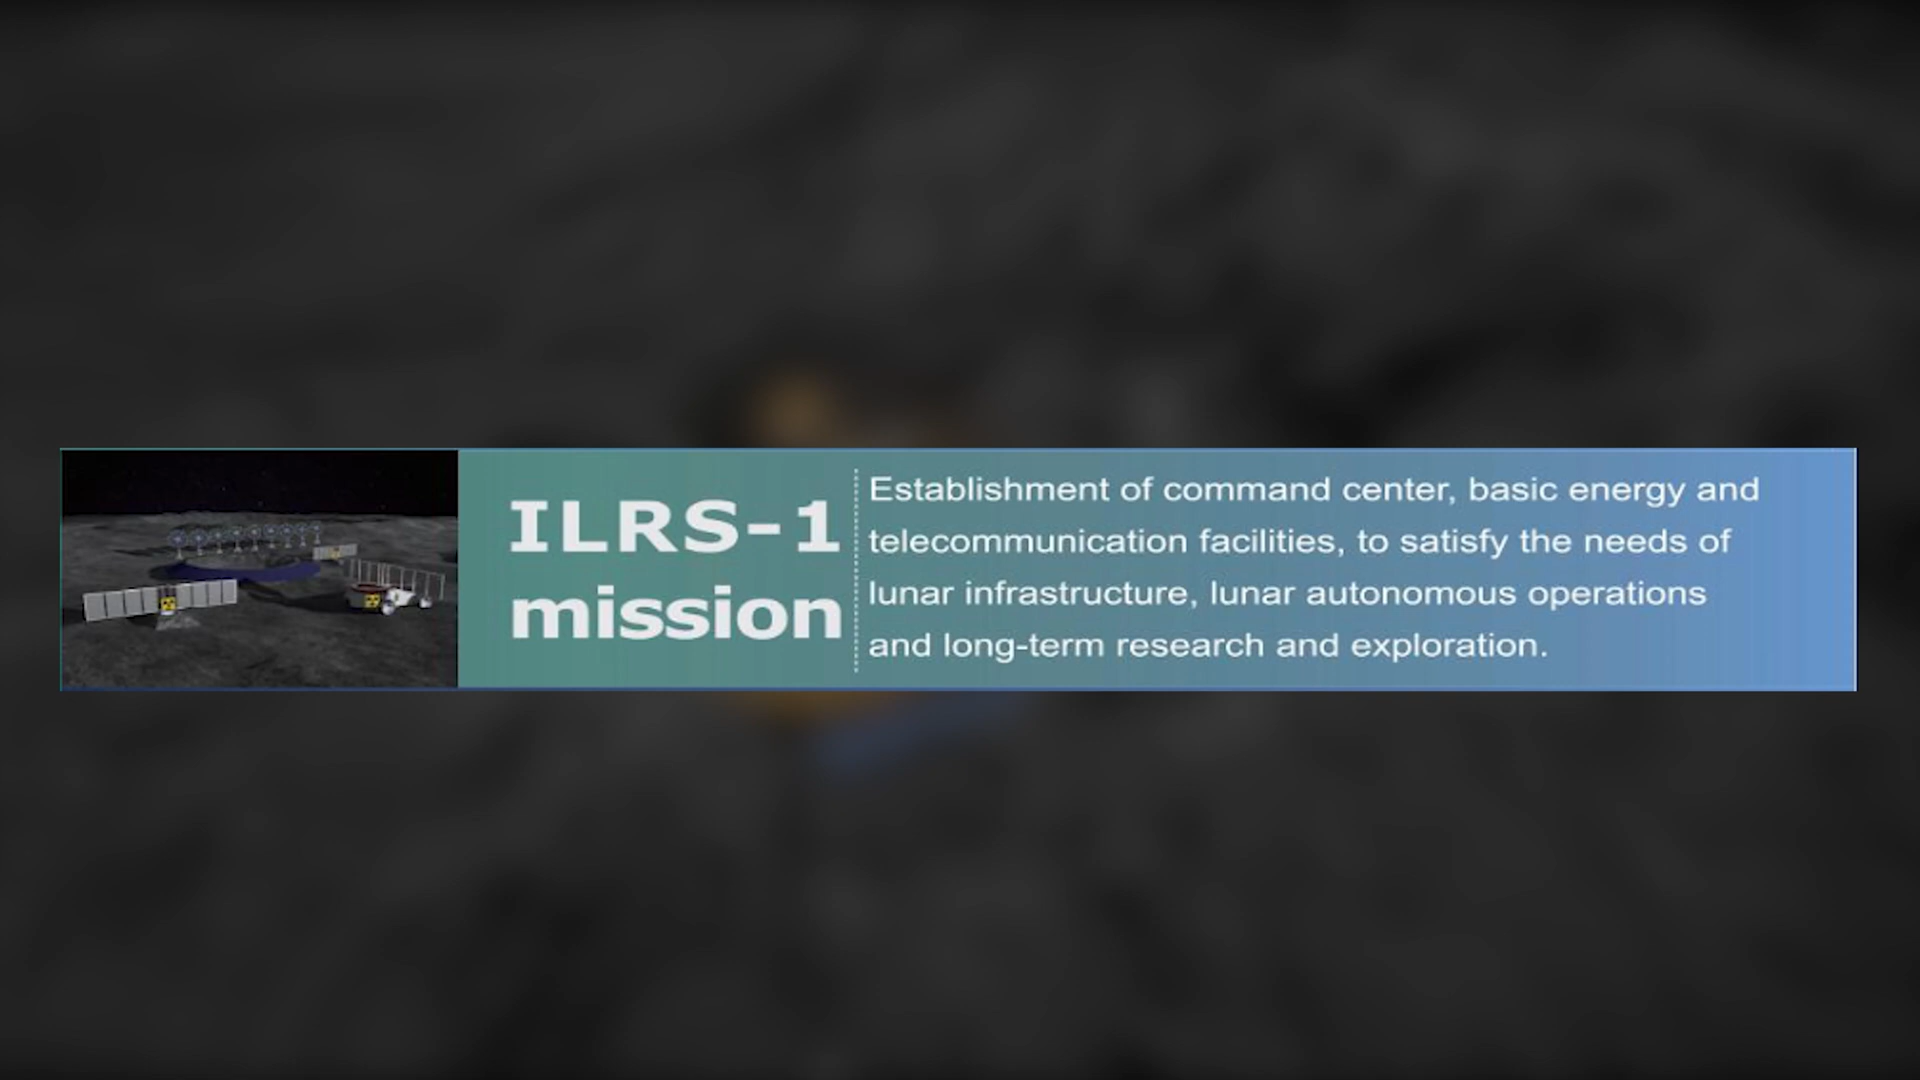 ILRS-1
mission
Establishment of command center, basic energy and
telecommunication facilities, to satisfy the needs of
lunar infrastructure, lunar autonomous operations
and long-term research and exploration.